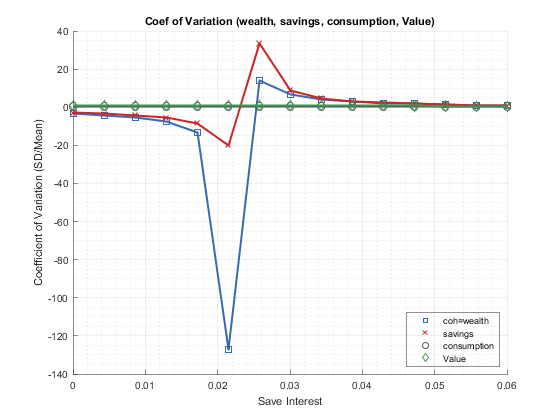 Coef of Variation (wealth, savings, consumption, Value)
40
20
0
-20
-40
-60
-80
-100
-120
-140
Coefficient of Variation (SD/Mean)
0
0.01
0.02
0.03
0.04
0.05
0.06
Save Interest
coh=wealth
savings
consumption
Value